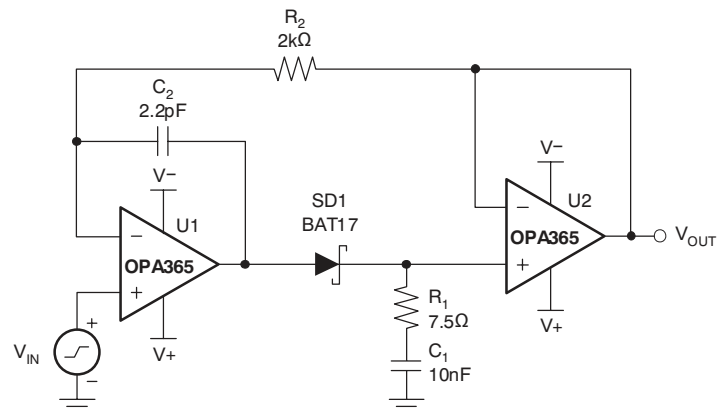 R2
2kΩ
C2
2.2pF
V−
U1
−
OPA365
+
V+
VIN
+
−
SD1
BAT17
R1
7.5Ω
C1
10nF
V−
U2
−
OPA365
+
V+
VOUT